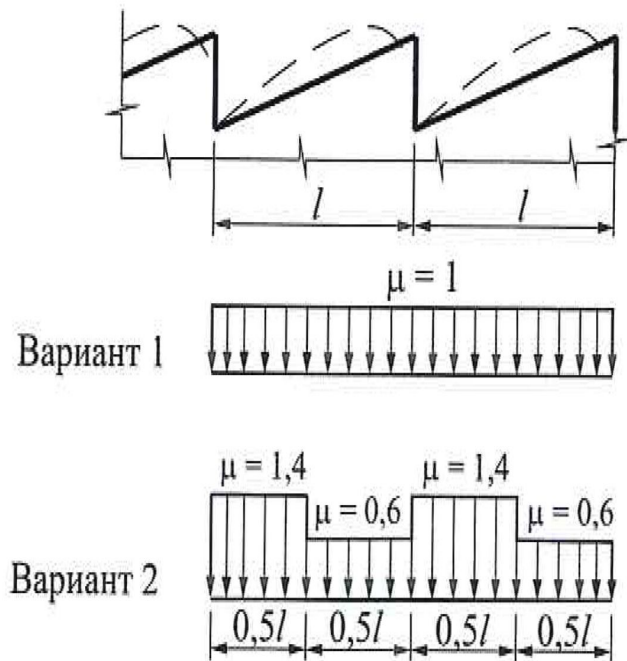 l l
μ = 1
Вариант 1
μ = 1,4 μ = 1,4
μ = 0,6 μ = 0,6
Вариант 2
0,5l 0,5l 0,5l 0,5l